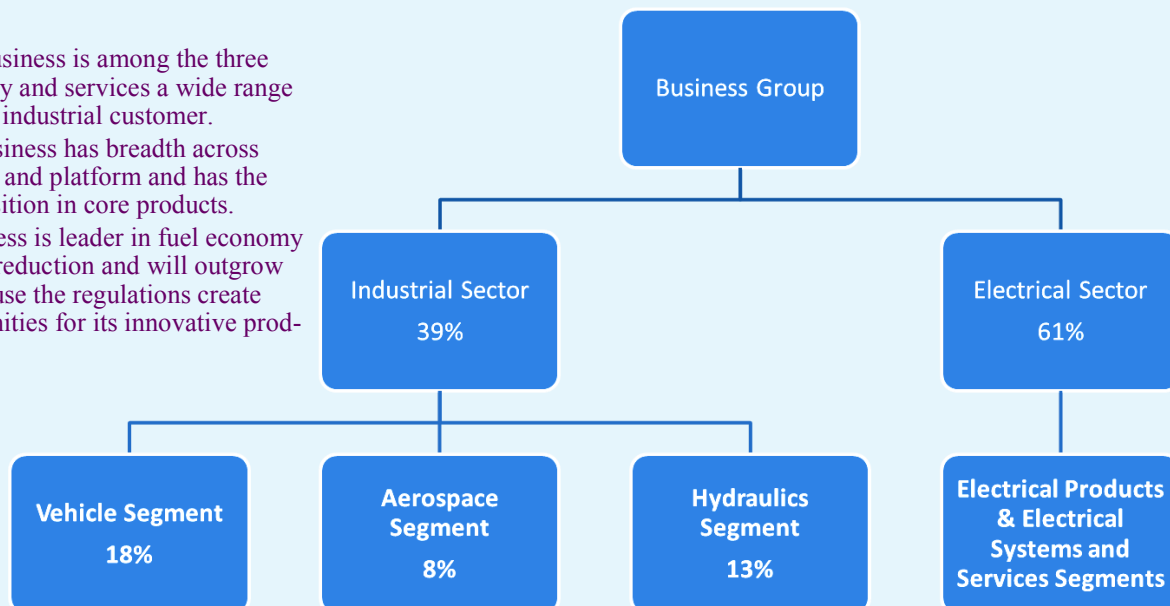 usiness is among the three
y and services a wide range
industrial customer.
siness has breadth across
and platform and has the
sition in core products.
ess is leader in fuel economy
reduction and will outgrow
use the regulations create
nities for its innovative prod-
Business Group
Industrial Sector
39%
Electrical Sector
61%
Vehicle Segment
18%
Aerospace
Segment
8%
Hydraulics
Segment
13%
Electrical Products
& Electrical
Systems and
Services Segments